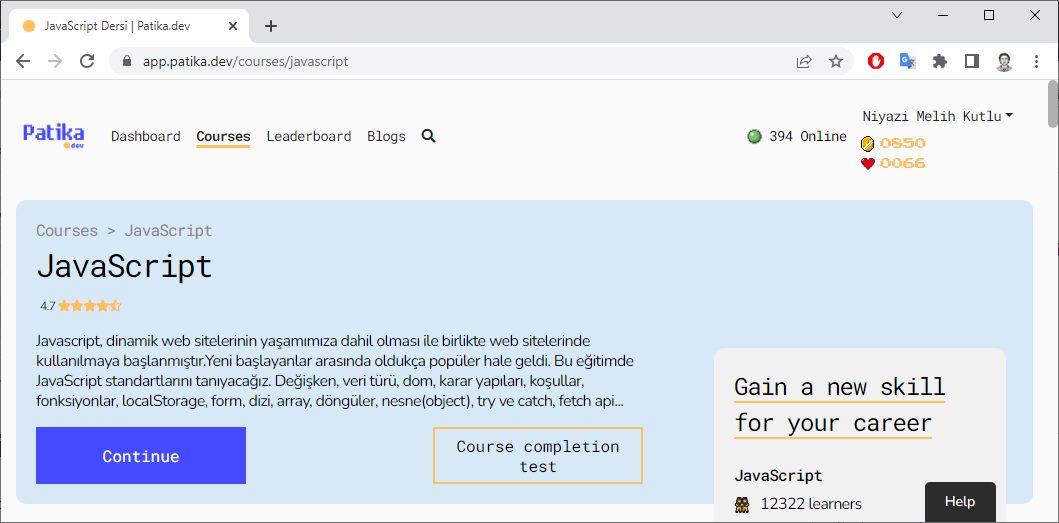 JavaScript Dersi | Patika.dev
app.patika.dev/courses/javascript
Niyazi Melih Kutlu
Patika
dev
Dashboard Courses Leaderboard Blogs
394 Online
0850
0066
Courses > JavaScript
JavaScript
4.7
Javascript, dinamik web sitelerinin yaşamımıza dahil olması ile birlikte web sitelerinde
kullanılmaya başlanmıştır.Yeni başlayanlar arasında oldukça popüler hale geldi. Bu eğitimde
JavaScript standartlarını tanıyacağız. Değişken, veri türü, dom, karar yapıları, koşullar,
fonksiyonlar, localStorage, form, dizi, array, döngüler, nesne(object), try ve catch, fetch api...
Continue
Course completion
test
Gain a new skill
for your career
JavaScript
12322 learners
Help